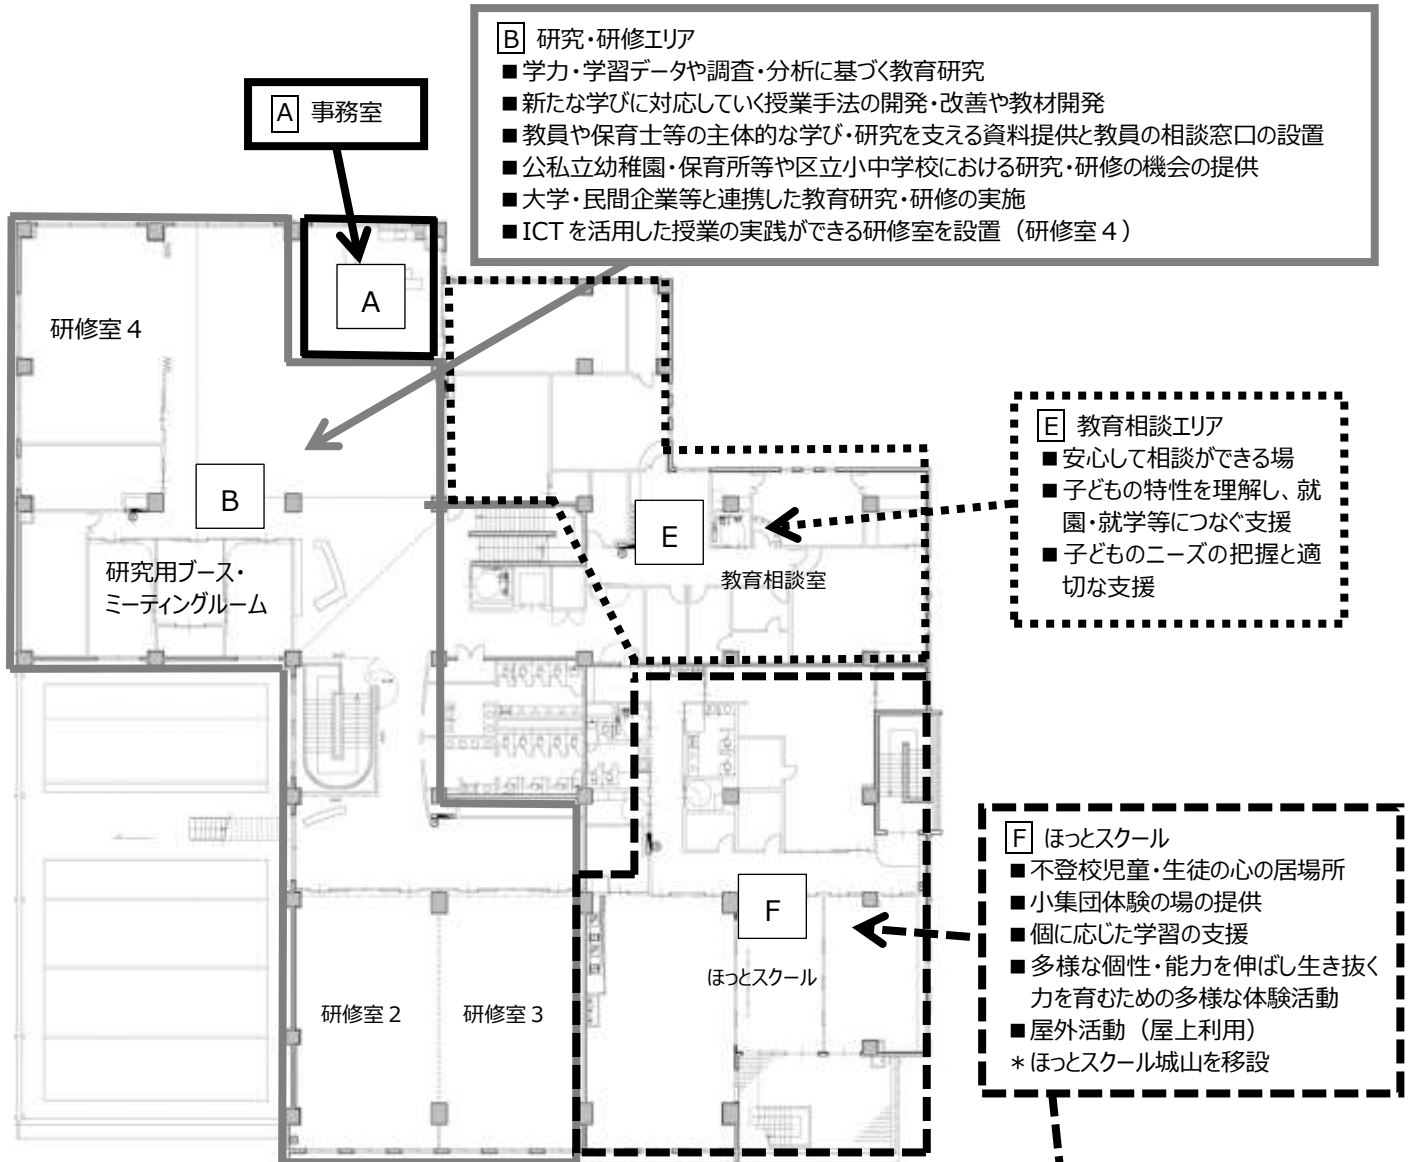 B 研究・研修エリア
■学力・学習データや調査・分析に基づく教育研究
■新たな学びに対応していく授業手法の開発・改善や教材開発
■教員や保育士等の主体的な学び・研究を支える資料提供と教員の相談窓口の設置
■公私立幼稚園・保育所等や区立小中学校における研究・研修の機会の提供
■大学・民間企業等と連携した教育研究・研修の実施
■ICTを活用した授業の実践ができる研修室を設置（研修室４）
A 事務室
A
研修室４
B
研究用ブース・
ミーティングルーム
E 教育相談エリア
■安心して相談ができる場
■子どもの特性を理解し、就
園・就学等につなぐ支援
■子どものニーズの把握と適
切な支援
E
教育相談室
F ほっとスクール
■不登校児童・生徒の心の居場所
■小集団体験の場の提供
■個に応じた学習の支援
■多様な個性・能力を伸ばし生き抜く
力を育むための多様な体験活動
■屋外活動（屋上利用）
＊ほっとスクール城山を移設
F
ほっとスクール
研修室２
研修室３